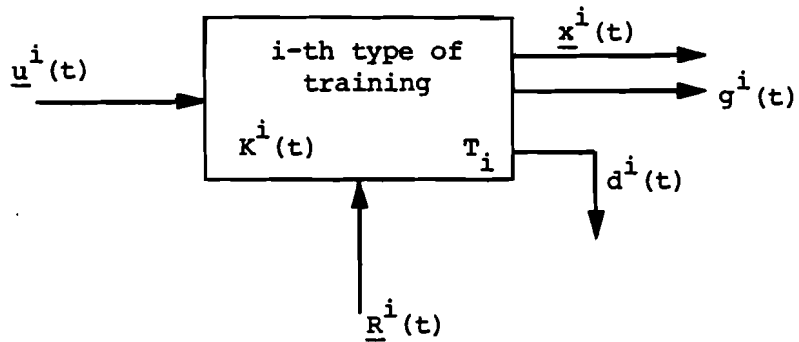 x^i(t)
i-th type of
training
u^i(t)
g^i(t)
K^i(t) T_i
d^i(t)
R^i(t)